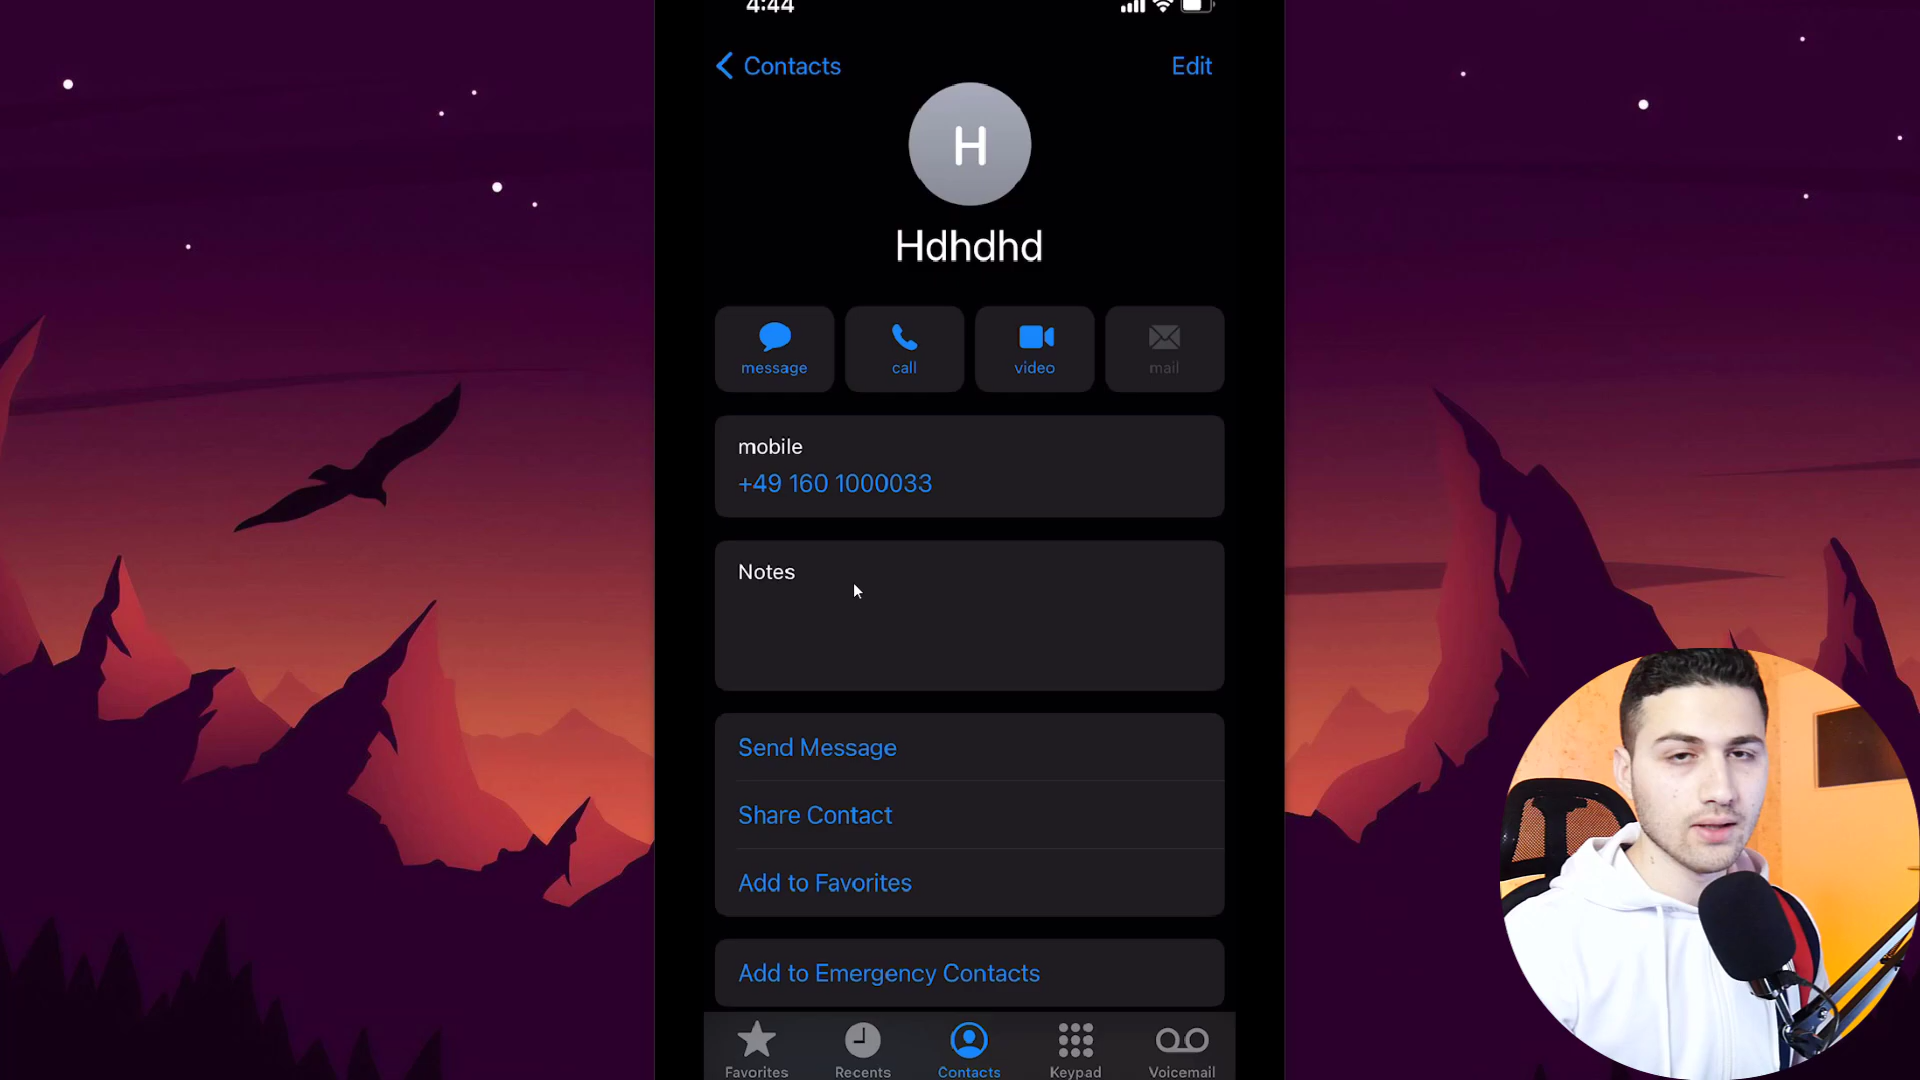 4:44
Contacts
Edit
H
Hdhdhd
message
call
video
mail
mobile
+49 160 1000033
Notes
Send Message
Share Contact
Add to Favorites
Add to Emergency Contacts
Favorites
Recents
Contacts
Keypad
Voicemail